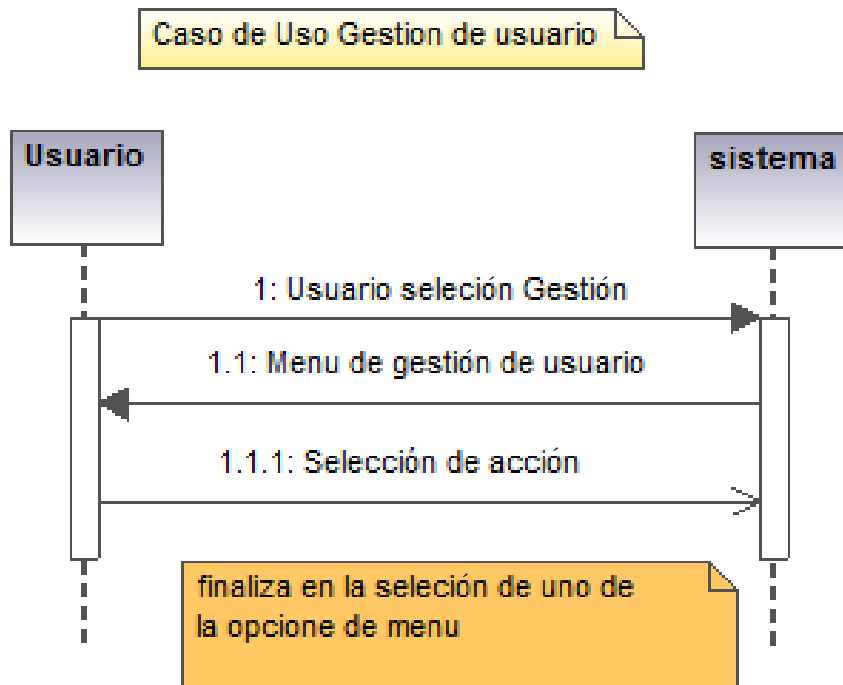 Caso de Uso Gestion de usuario
Usuario
sistema
1: Usuario seleción Gestión
1.1: Menu de gestión de usuario
1.1.1: Selección de acción
finaliza en la seleción de uno de
la opcione de menu